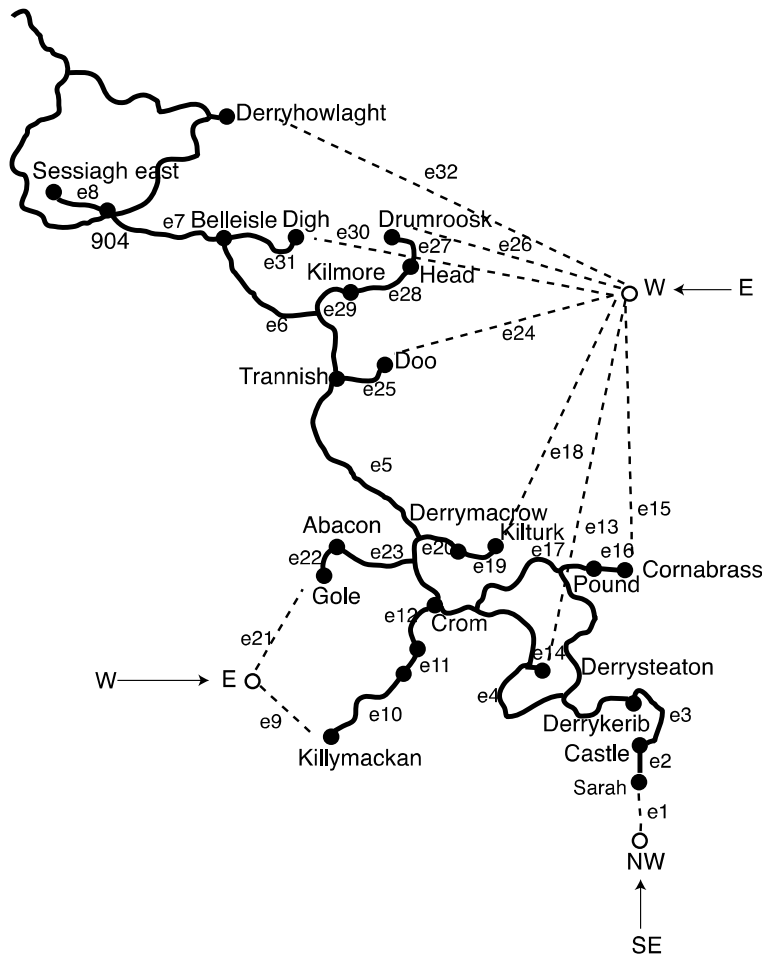 Derryhowlaght
Sessiagh east
e32
e8
e7
Belleisle
Digh
e30
Drumroosk
e26
904
e31
e27
Kilmore
Head
e28
W
E
e29
e6
e24
Trannish
Doo
e25
e5
e18
Derrymacrow
e15
Abacon
Kilturk
e13
e20
e17
e16
e22
e23
e19
Cornabrass
Gole
Pound
e12
Crom
e21
e14
Derrysteaton
e11
W
E
e4
e9
e10
Derrykerib
e3
Killymackan
Castle
e2
Sarah
e1
NW
SE